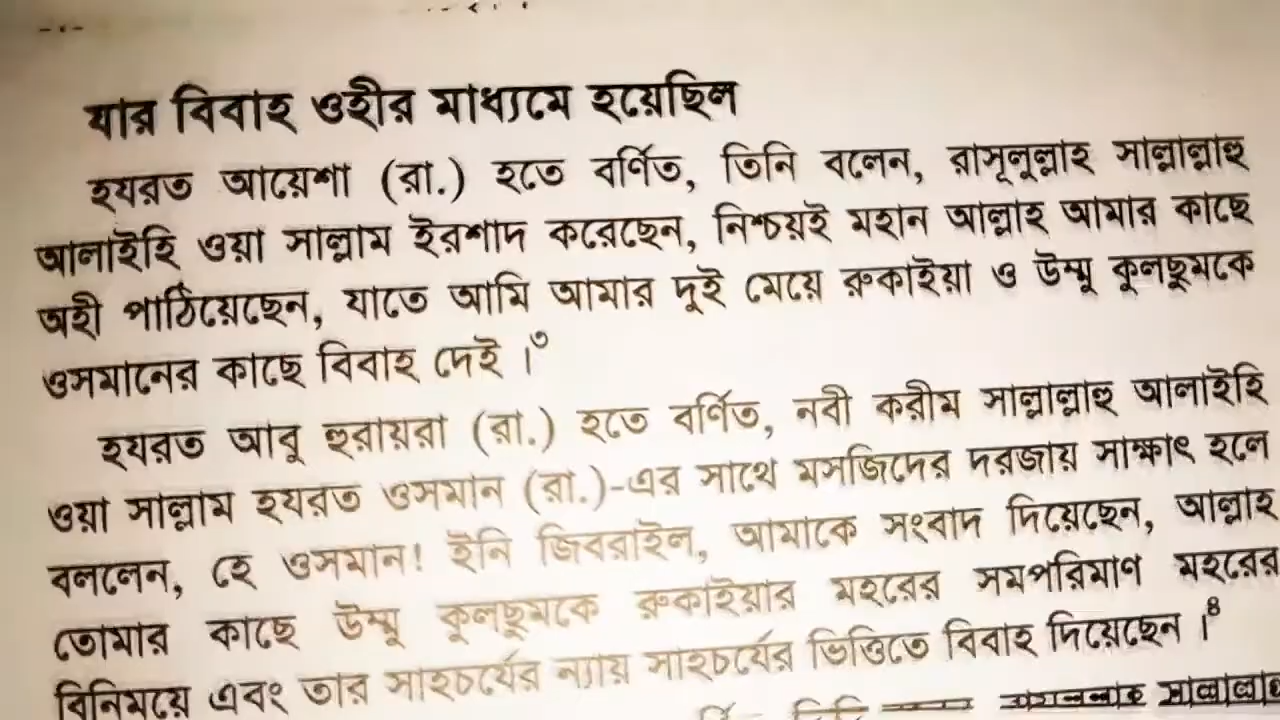 যার বিবাহ ওহীর মাধ্যমে হয়েছিল
হযরত আয়েশা (রা.) হতে বর্ণিত, তিনি বলেন, রাসূলুল্লাহ সাল্লাল্লাহু
আলাইহি ওয়া সাল্লাম ইরশাদ করেছেন, নিশ্চয়ই মহান আল্লাহ আমার কাছে
অহী পাঠিয়েছেন, যাতে আমি আমার দুই মেয়ে রুকাইয়া ও উম্মু কুলছুমকে
ওসমানের কাছে বিবাহ দেই।৩
হযরত আবু হুরায়রা (রা.) হতে বর্ণিত, নবী করীম সাল্লাল্লাহু আলাইহি
ওয়া সাল্লাম হযরত ওসমান (রা.)-এর সাথে মসজিদের দরজায় সাক্ষাৎ হলে
বললেন, হে ওসমান! ইনি জিবরাইল, আমাকে সংবাদ দিয়েছেন, আল্লাহ
তোমার কাছে উম্মু কুলছুমকে রুকাইয়ার মহরের সমপরিমাণ মহরের
বিনিময়ে এবং তার সাহচর্যের ন্যায় সাহচর্যের ভিত্তিতে বিবাহ দিয়েছেন।৪